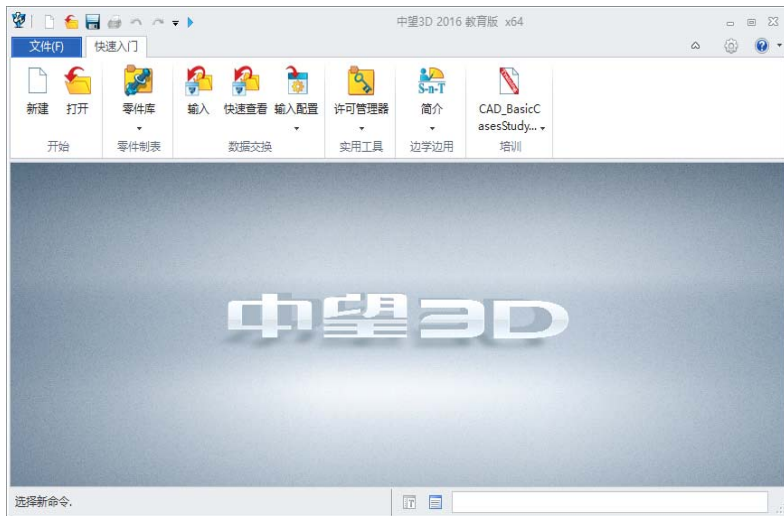 中望3D 2016 教育版 x64
文件(F) 快速入门
新建 打开 零件库 输入 快速查看 输入配置 许可管理器 S-n-T 简介 CAD_BasicC
asesStudy...
开始 零件制表 数据交换 实用工具 边学边用 培训
中望3D
选择新命令.